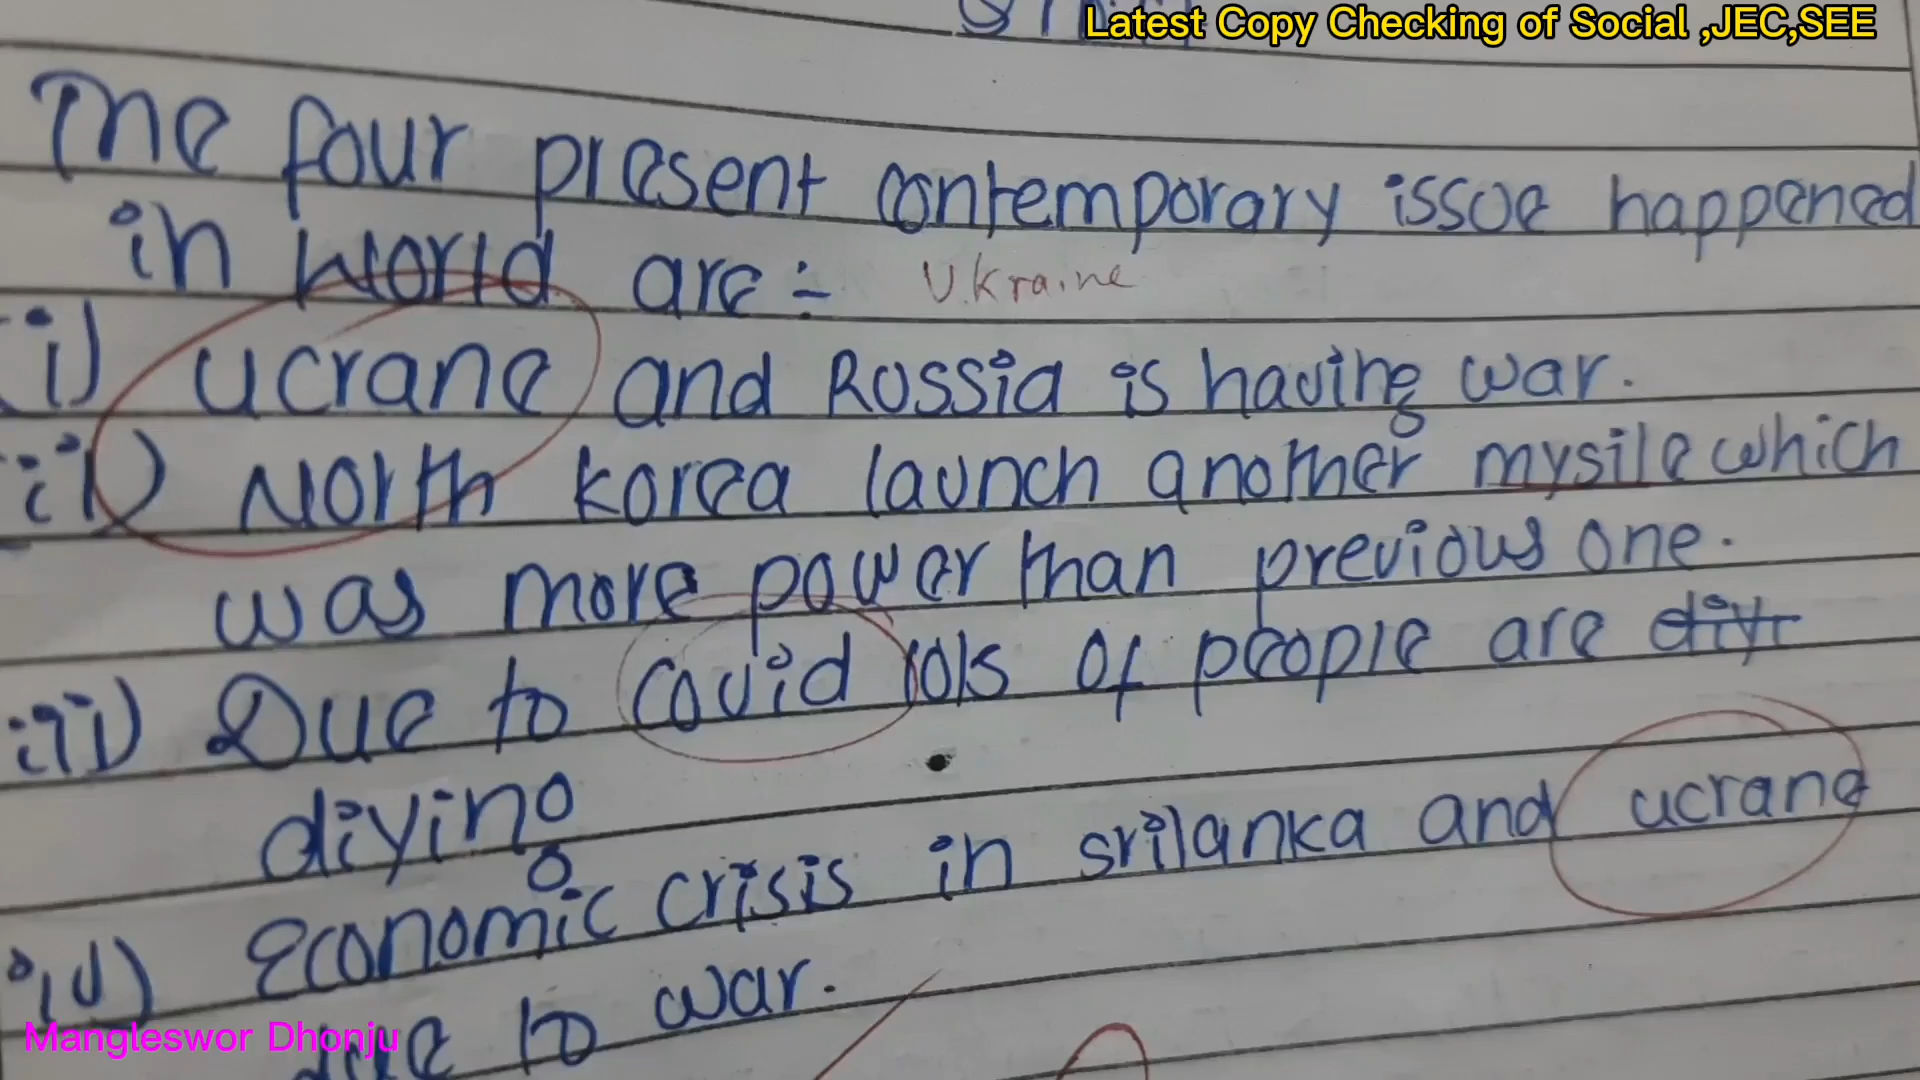 Latest Copy Checking of Social ,JEC,SEE
The four present contemporary issue happened
in world are :-
Ukraine
i) ucrane and Russia is having war.
ii) North korea launch another mysile which
was more power than previous one.
iii) Due to covid lots of people are
diying
iv) Economic crisis in srilanka and ucrane
due to war.
Mangleswor Dhonju